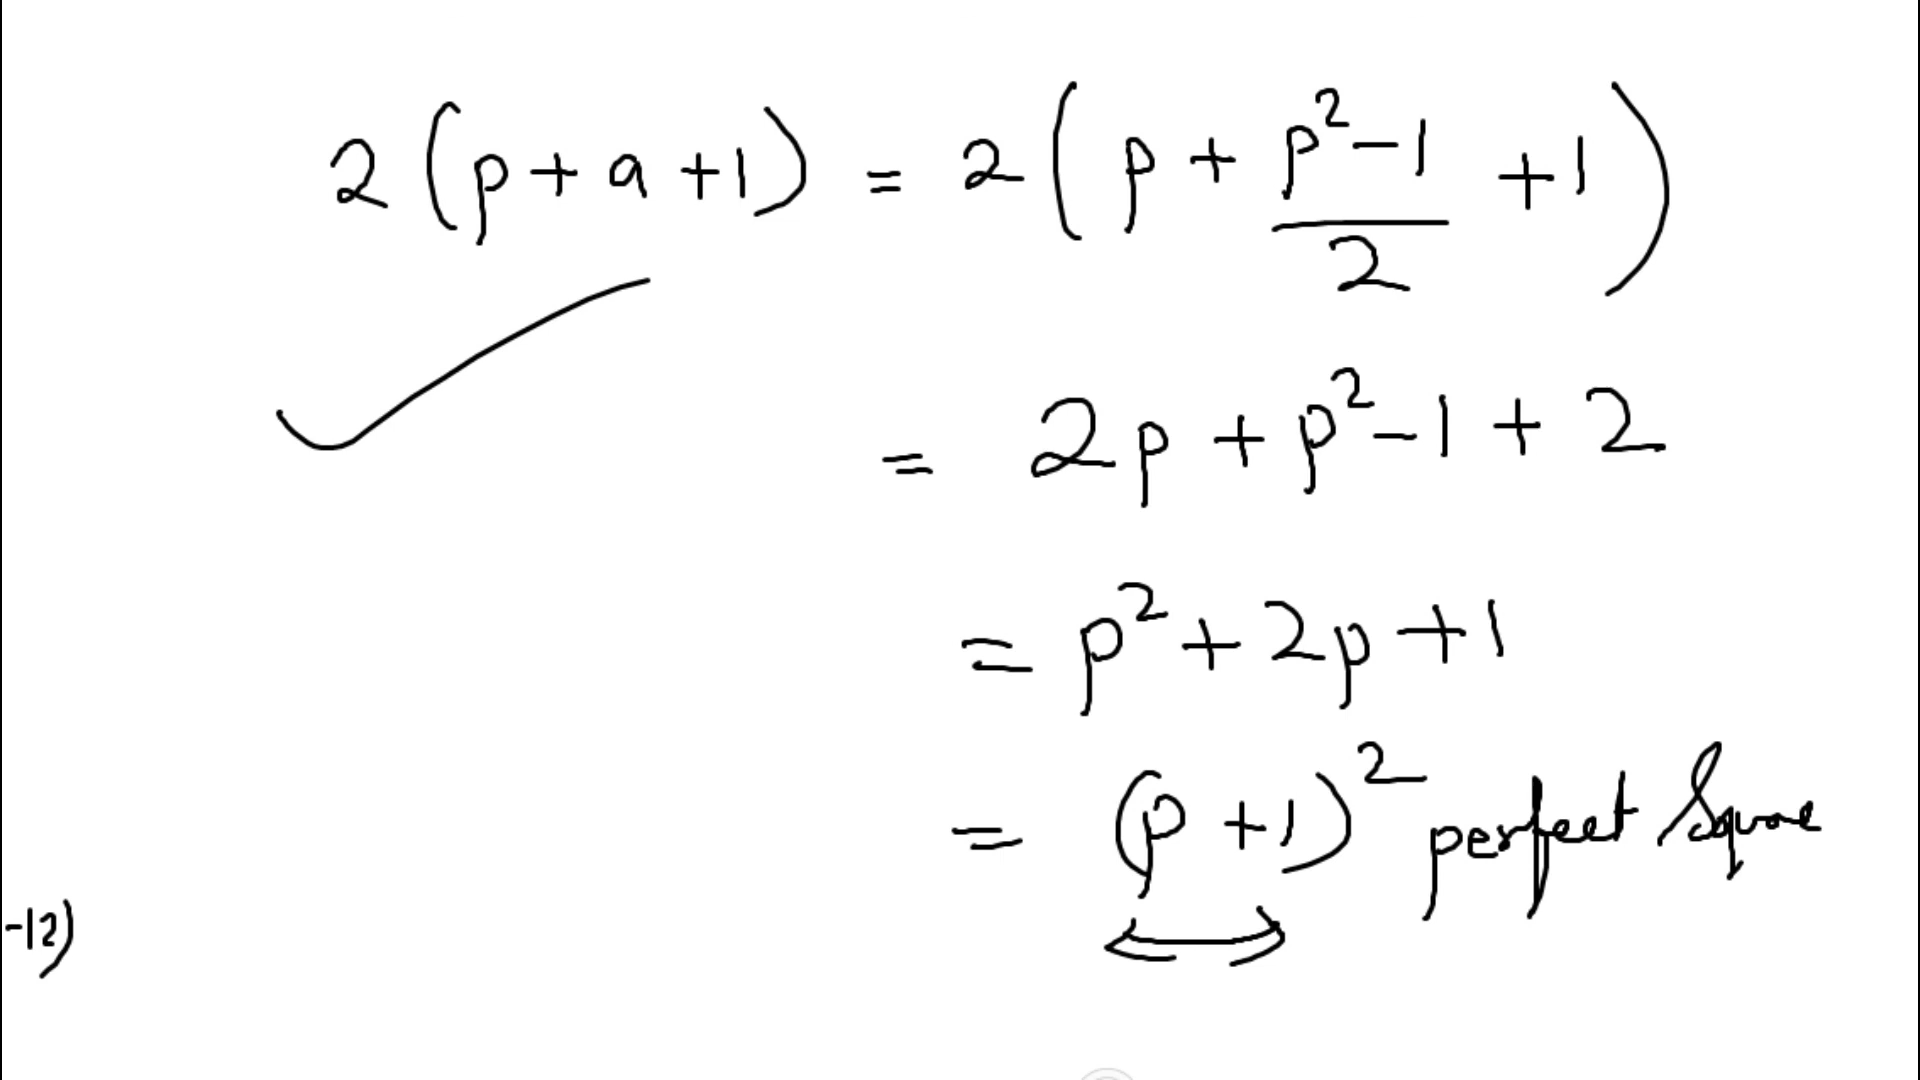 2(p+a+1) = 2(p + \frac{p²-1}{2} + 1)
= 2p + p²-1 + 2
= p² + 2p + 1
= (p+1)² perfect Square
-12)